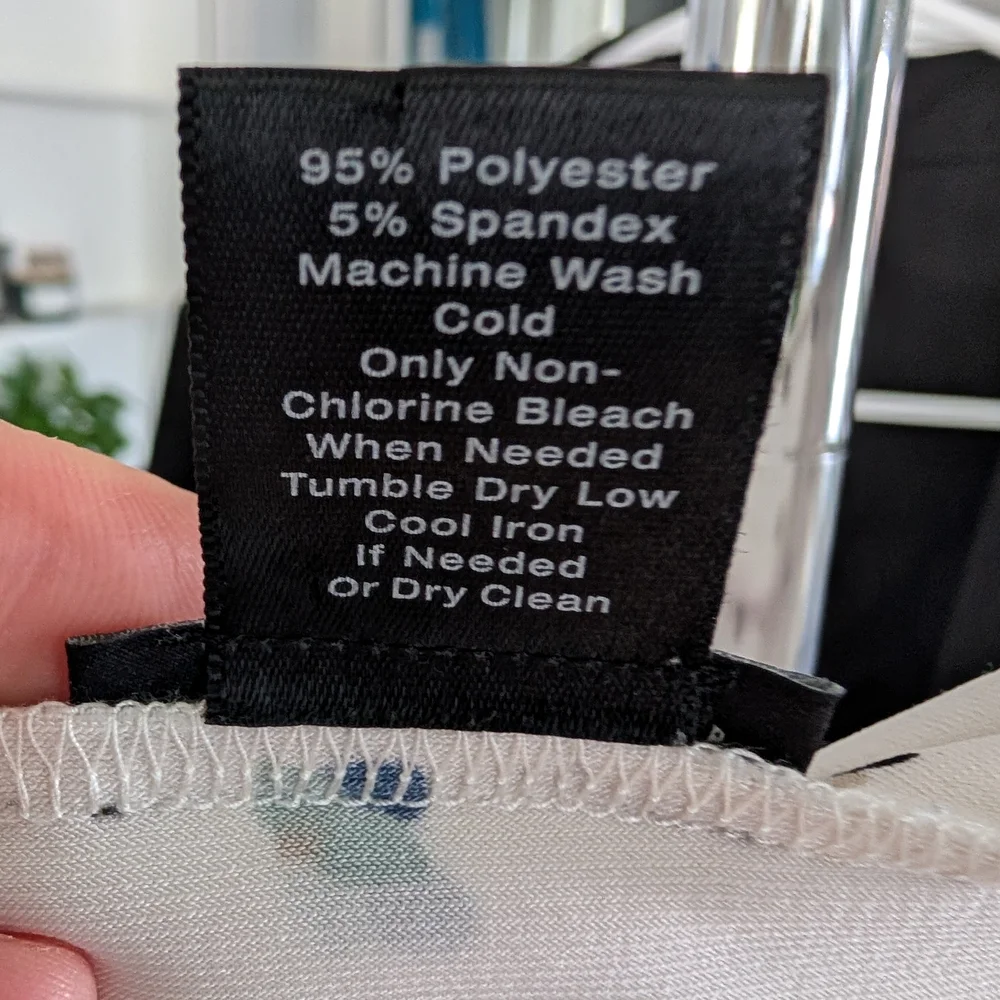 95% Polyester
5% Spandex
Machine Wash
Cold
Only Non-
Chlorine Bleach
When Needed
Tumble Dry Low
Cool Iron
If Needed
Or Dry Clean